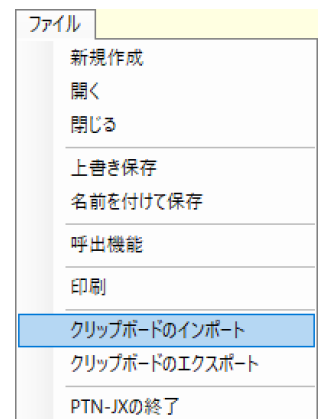 ファイル
新規作成
開く
閉じる
上書き保存
名前を付けて保存
呼出機能
印刷
クリップボードのインポート
クリップボードのエクスポート
PTN-JXの終了